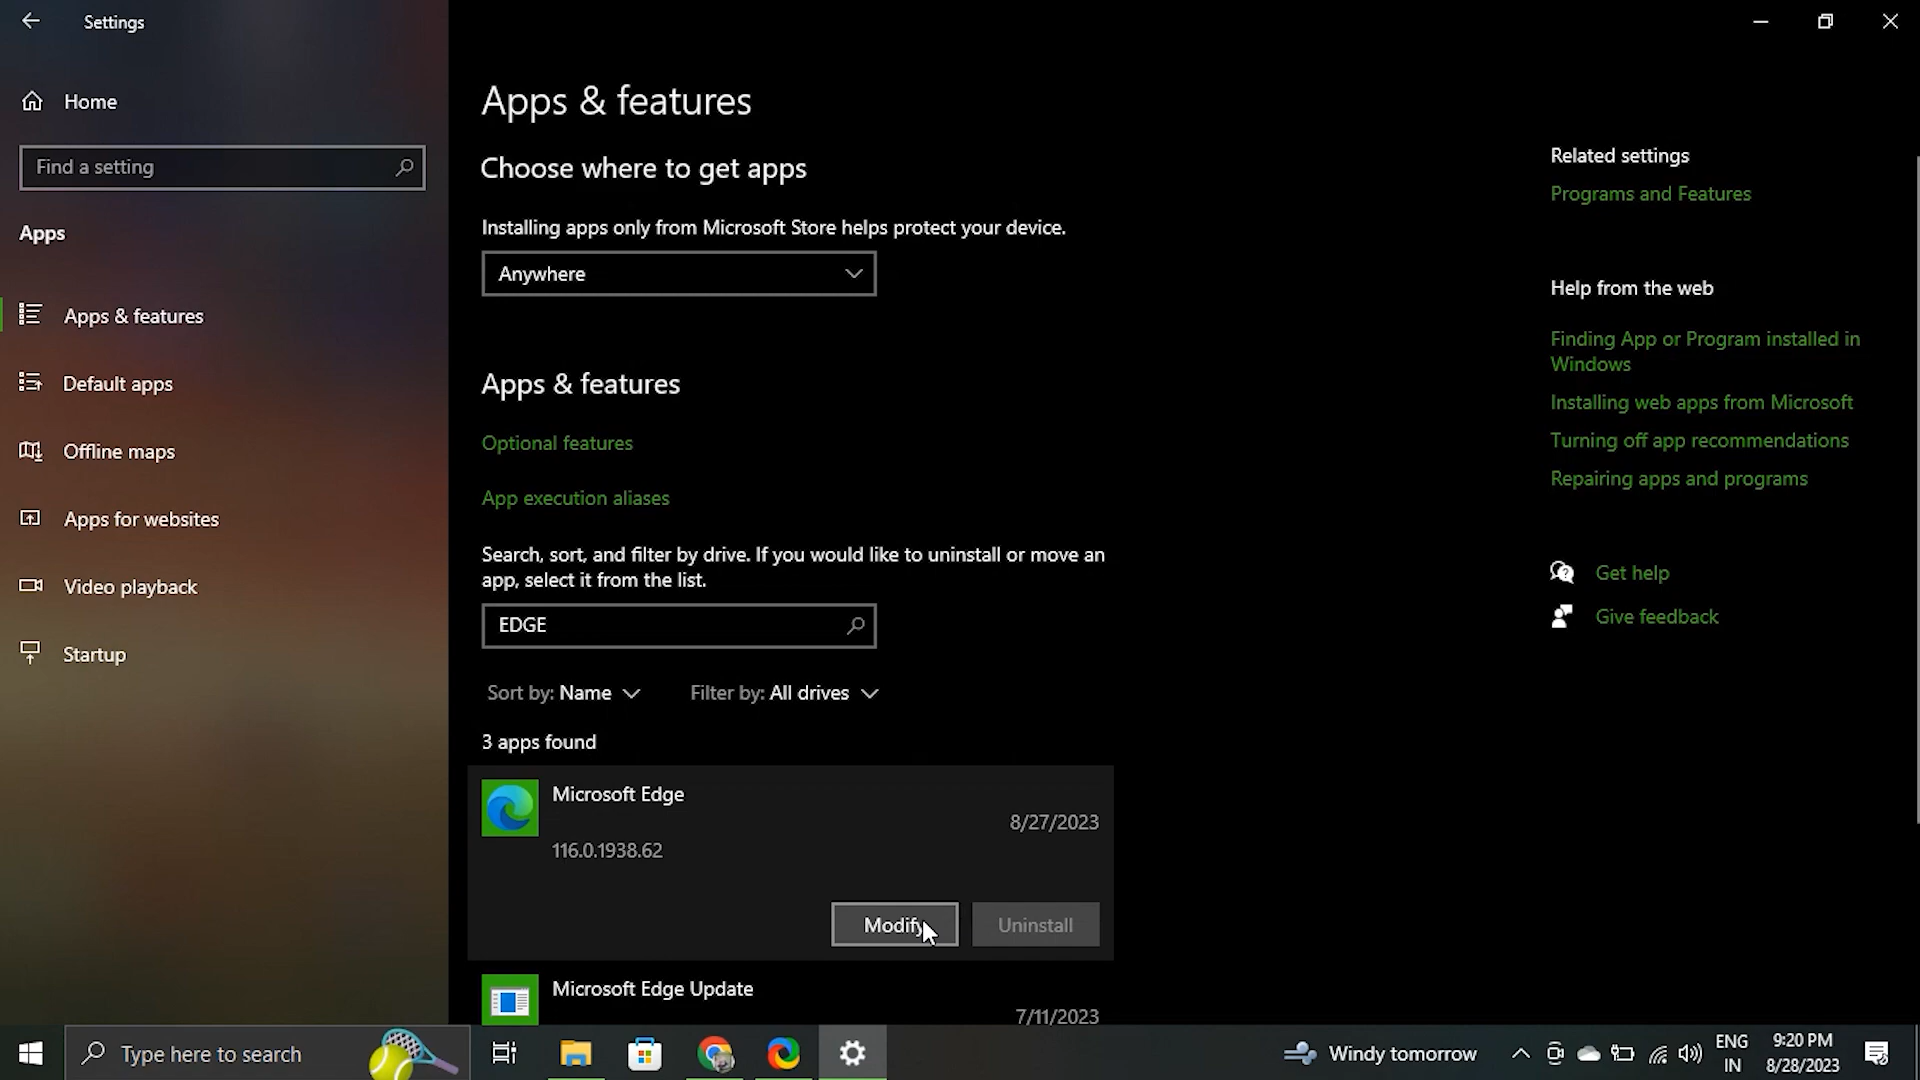 Settings
Home
Find a setting
Apps
Apps & features
Default apps
Offline maps
Apps for websites
Video playback
Startup
Apps & features
Choose where to get apps
Installing apps only from Microsoft Store helps protect your device.
Anywhere
Apps & features
Optional features
App execution aliases
Search, sort, and filter by drive. If you would like to uninstall or move an
app, select it from the list.
EDGE
Sort by: Name
Filter by: All drives
3 apps found
Microsoft Edge
8/27/2023
116.0.1938.62
Modify
Uninstall
Microsoft Edge Update
7/11/2023
Related settings
Programs and Features
Help from the web
Finding App or Program installed in
Windows
Installing web apps from Microsoft
Turning off app recommendations
Repairing apps and programs
Get help
Give feedback
Type here to search
Windy tomorrow
ENG
IN
9:20 PM
8/28/2023